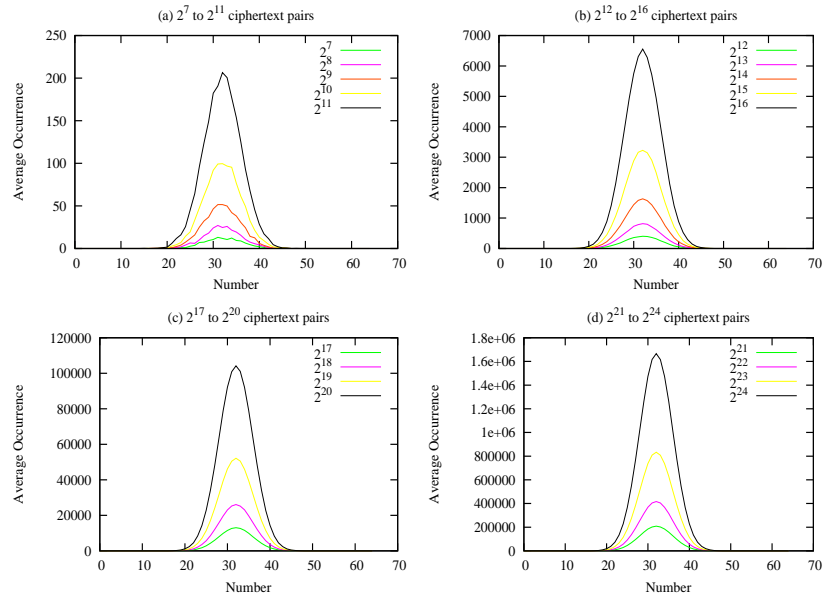 (a) 2^7 to 2^11 ciphertext pairs
250
200
150
100
50
0
0 10 20 30 40 50 60 70
Average Occurrence
Number
2^7
2^8
2^9
2^10
2^11
(b) 2^12 to 2^16 ciphertext pairs
7000
6000
5000
4000
3000
2000
1000
0
0 10 20 30 40 50 60 70
Average Occurrence
Number
2^12
2^13
2^14
2^15
2^16
(c) 2^17 to 2^20 ciphertext pairs
120000
100000
80000
60000
40000
20000
0
0 10 20 30 40 50 60 70
Average Occurrence
Number
2^17
2^18
2^19
2^20
(d) 2^21 to 2^24 ciphertext pairs
1.8e+06
1.6e+06
1.4e+06
1.2e+06
1e+06
800000
600000
400000
200000
0
0 10 20 30 40 50 60 70
Average Occurrence
Number
2^21
2^22
2^23
2^24